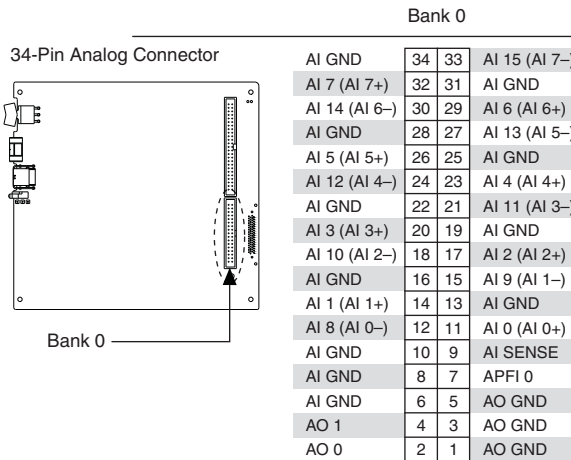 Bank 0
34-Pin Analog Connector
AI GND 34 33 AI 15 (AI 7–)
AI 7 (AI 7+) 32 31 AI GND
AI 14 (AI 6–) 30 29 AI 6 (AI 6+)
AI GND 28 27 AI 13 (AI 5–)
AI 5 (AI 5+) 26 25 AI GND
AI 12 (AI 4–) 24 23 AI 4 (AI 4+)
AI GND 22 21 AI 11 (AI 3–)
AI 3 (AI 3+) 20 19 AI GND
AI 10 (AI 2–) 18 17 AI 2 (AI 2+)
AI GND 16 15 AI 9 (AI 1–)
AI 1 (AI 1+) 14 13 AI GND
AI 8 (AI 0–) 12 11 AI 0 (AI 0+)
AI GND 10 9 AI SENSE
AI GND 8 7 APFI 0
AI GND 6 5 AO GND
AO 1 4 3 AO GND
AO 0 2 1 AO GND
Bank 0